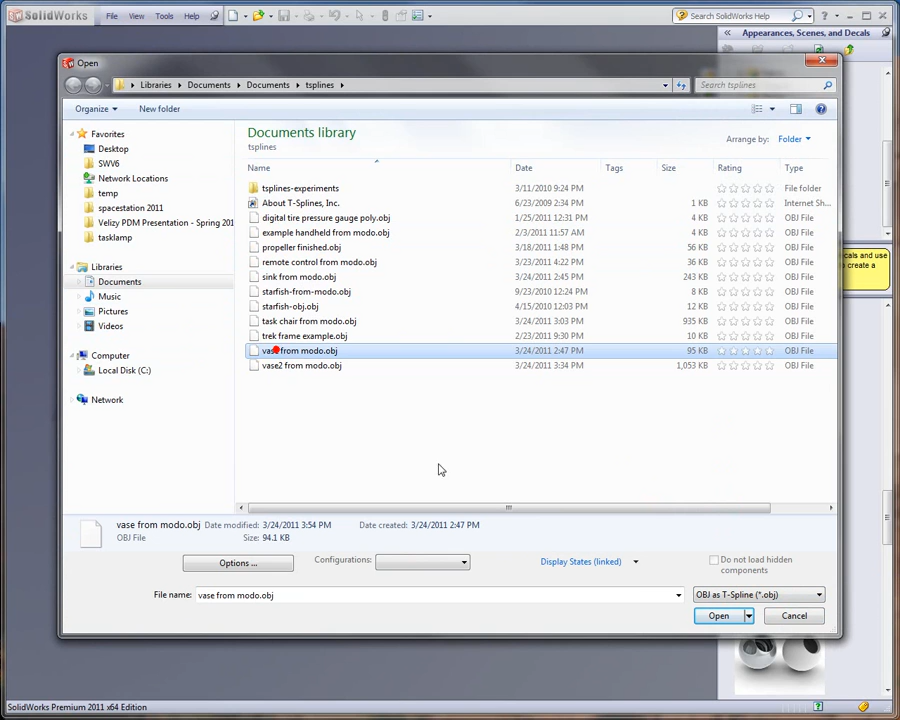 SolidWorks File View Tools Help Search SolidWorks Help
Appearances, Scenes, and Decals
Open
Libraries Documents Documents tsplines Search tsplines
Organize New folder
Favorites
Desktop
SWV6
Network Locations
temp
spacestation 2011
Velizy PDM Presentation - Spring 201
tasklamp
Libraries
Documents
Music
Pictures
Videos
Computer
Local Disk (C:)
Network
Documents library
tsplines
Arrange by: Folder
Name Date Tags Size Rating Type
tsplines-experiments 3/11/2010 9:24 PM File folder
About T-Splines, Inc. 6/23/2009 2:34 PM 1 KB Internet Sh...
digital tire pressure gauge poly.obj 1/25/2011 12:31 PM 4 KB OBJ File
example handheld from modo.obj 2/3/2011 11:57 AM 4 KB OBJ File
propeller finished.obj 3/18/2011 1:48 PM 56 KB OBJ File
remote control from modo.obj 3/23/2011 4:22 PM 36 KB OBJ File
sink from modo.obj 3/24/2011 2:45 PM 243 KB OBJ File
starfish-from-modo.obj 9/23/2010 12:24 PM 8 KB OBJ File
starfish-obj.obj 4/15/2010 12:03 PM 12 KB OBJ File
task chair from modo.obj 3/24/2011 3:03 PM 935 KB OBJ File
trek frame example.obj 2/23/2011 9:30 PM 10 KB OBJ File
vase from modo.obj 3/24/2011 2:47 PM 95 KB OBJ File
vase2 from modo.obj 3/24/2011 3:34 PM 1,053 KB OBJ File
ecals and use
to create a
vase from modo.obj Date modified: 3/24/2011 3:54 PM Date created: 3/24/2011 2:47 PM
OBJ File Size: 94.1 KB
Options ... Configurations: Display States (linked) Do not load hidden
components
File name: vase from modo.obj OBJ as T-Spline (*.obj)
Open Cancel
SolidWorks Premium 2011 x64 Edition